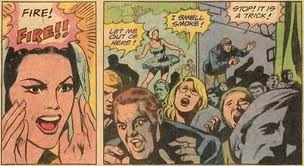 FIRE!
FIRE!!
LET ME
OUT OF
HERE!
I SMELL
SMOKE!
STOP! IT IS
A TRICK!